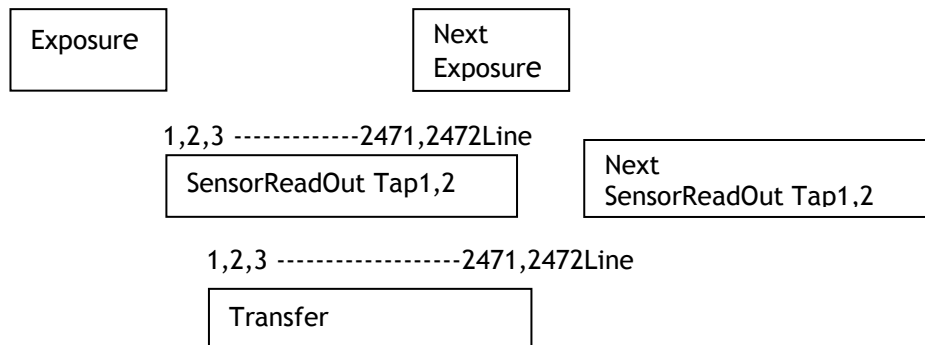 Exposure
Next
Exposure
1,2,3 -------------2471,2472Line
SensorReadOut Tap1,2
Next
SensorReadOut Tap1,2
1,2,3 -------------------2471,2472Line
Transfer